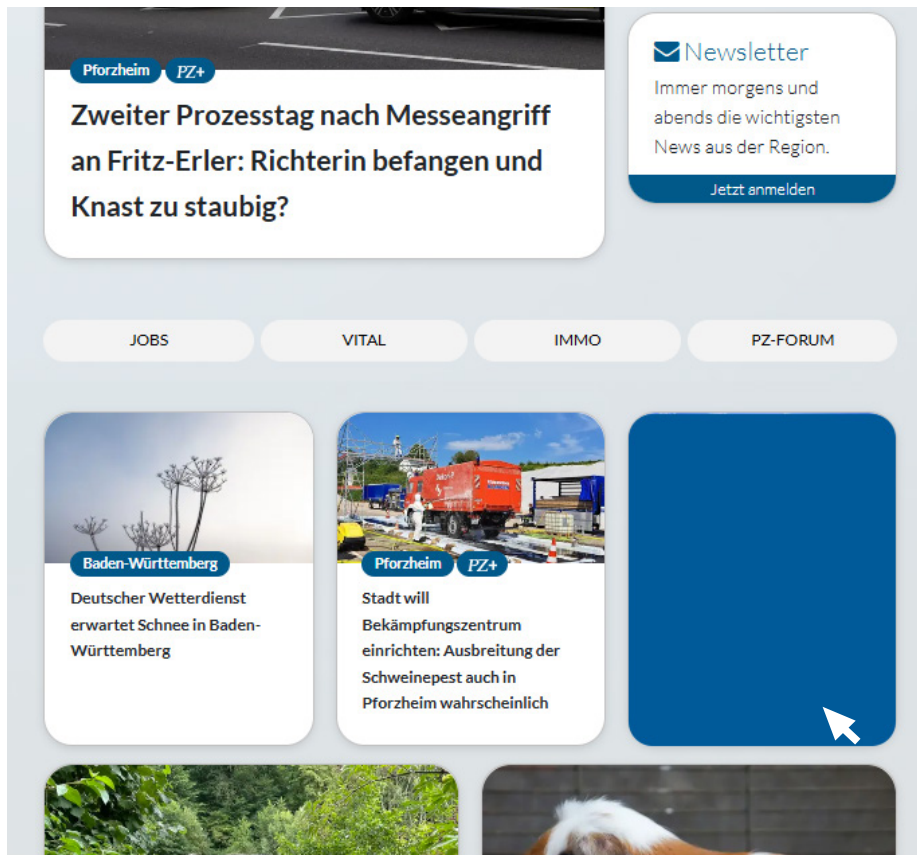 Pforzheim PZ+
Zweiter Prozesstag nach Messeangriff
an Fritz-Erler: Richterin befangen und
Knast zu staubig?
Newsletter
Immer morgens und
abends die wichtigsten
News aus der Region.
Jetzt anmelden
JOBS
VITAL
IMMO
PZ-FORUM
Baden-Württemberg
Deutscher Wetterdienst
erwartet Schnee in Baden-
Württemberg
Pforzheim PZ+
Stadt will
Bekämpfungszentrum
einrichten: Ausbreitung der
Schweinepest auch in
Pforzheim wahrscheinlich